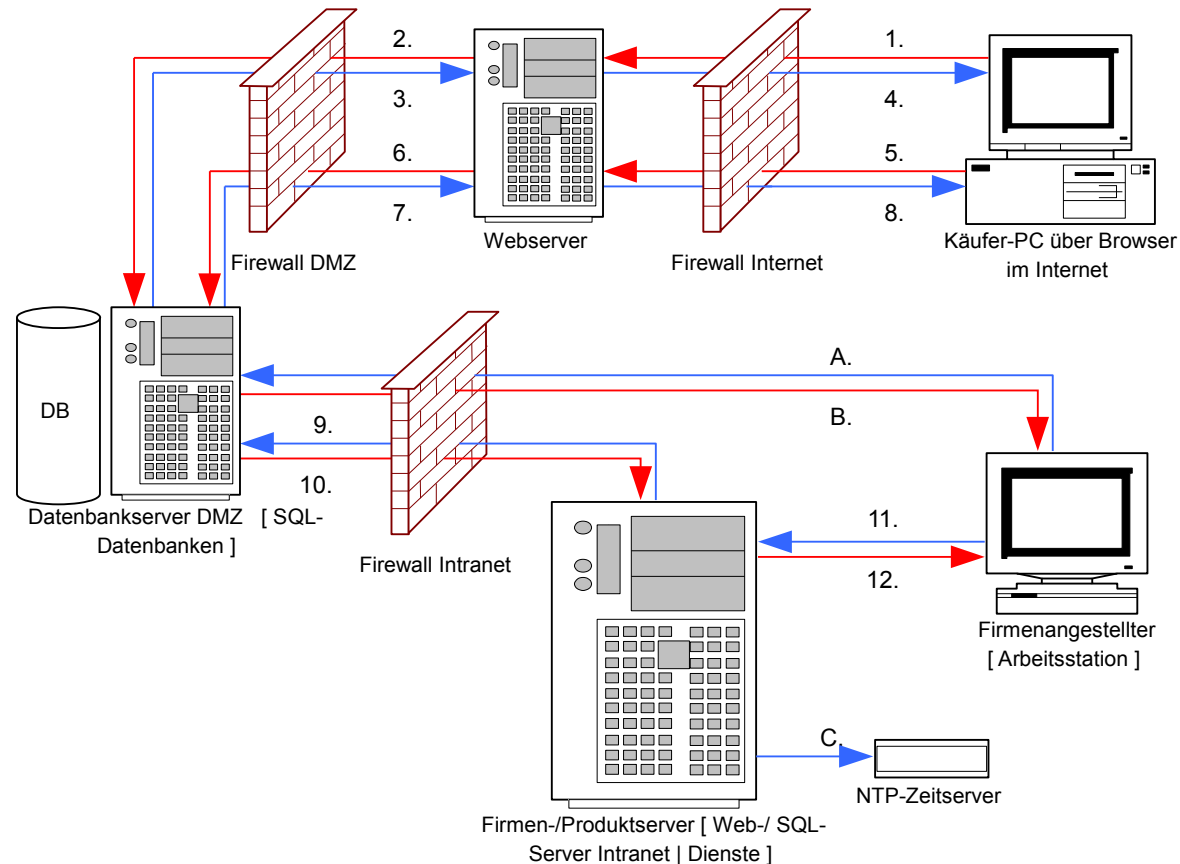 2.
1.
3.
4.
6.
5.
7.
8.
Webserver
Käufer-PC über Browser
im Internet
Firewall DMZ
Firewall Internet
A.
DB
B.
9.
10.
Datenbankserver DMZ [ SQL-
Datenbanken ]
11.
Firewall Intranet
12.
Firmenangestellter
[ Arbeitsstation ]
C.
NTP-Zeitserver
Firmen-/Produktserver [ Web-/ SQL-
Server Intranet | Dienste ]